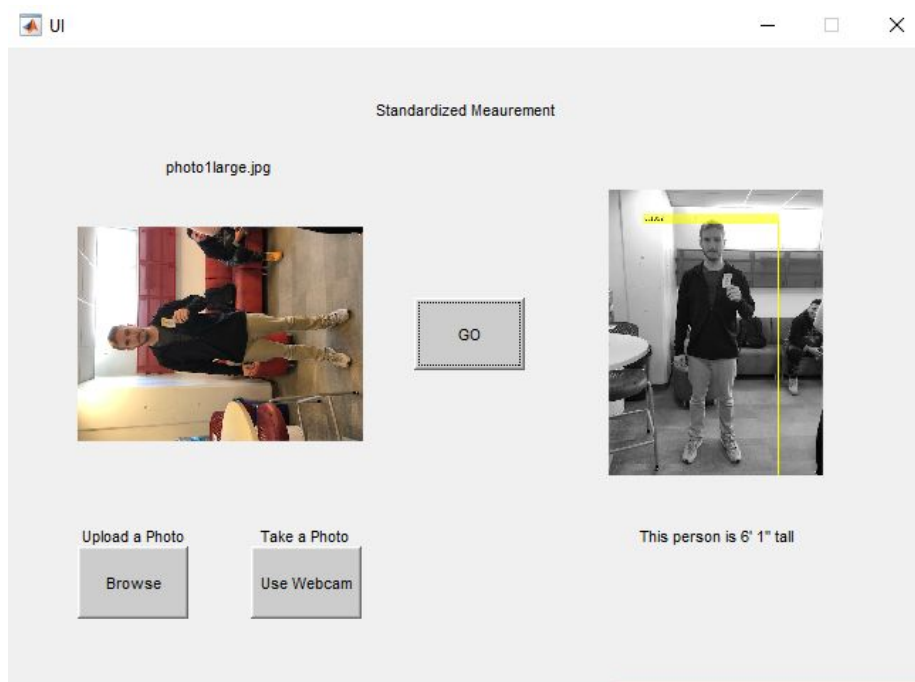 UI
Standardized Meaurement
photo1large.jpg
GO
Upload a Photo
Take a Photo
This person is 6' 1" tall
Browse
Use Webcam